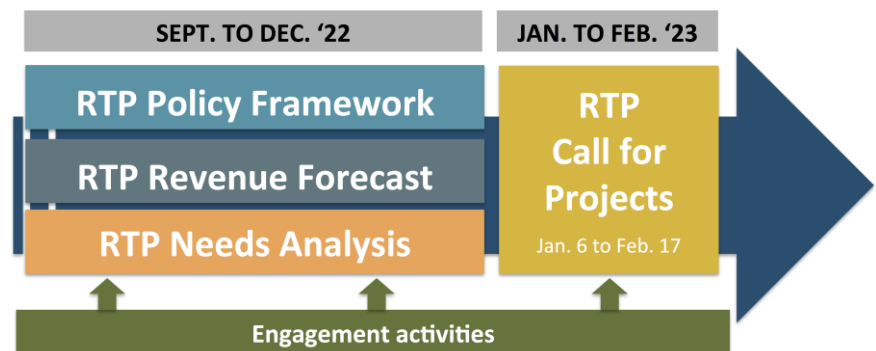 SEPT. TO DEC. ‘22
JAN. TO FEB. ‘23
RTP Policy Framework
RTP Revenue Forecast
RTP Needs Analysis
RTP
Call for
Projects
Jan. 6 to Feb. 17
Engagement activities